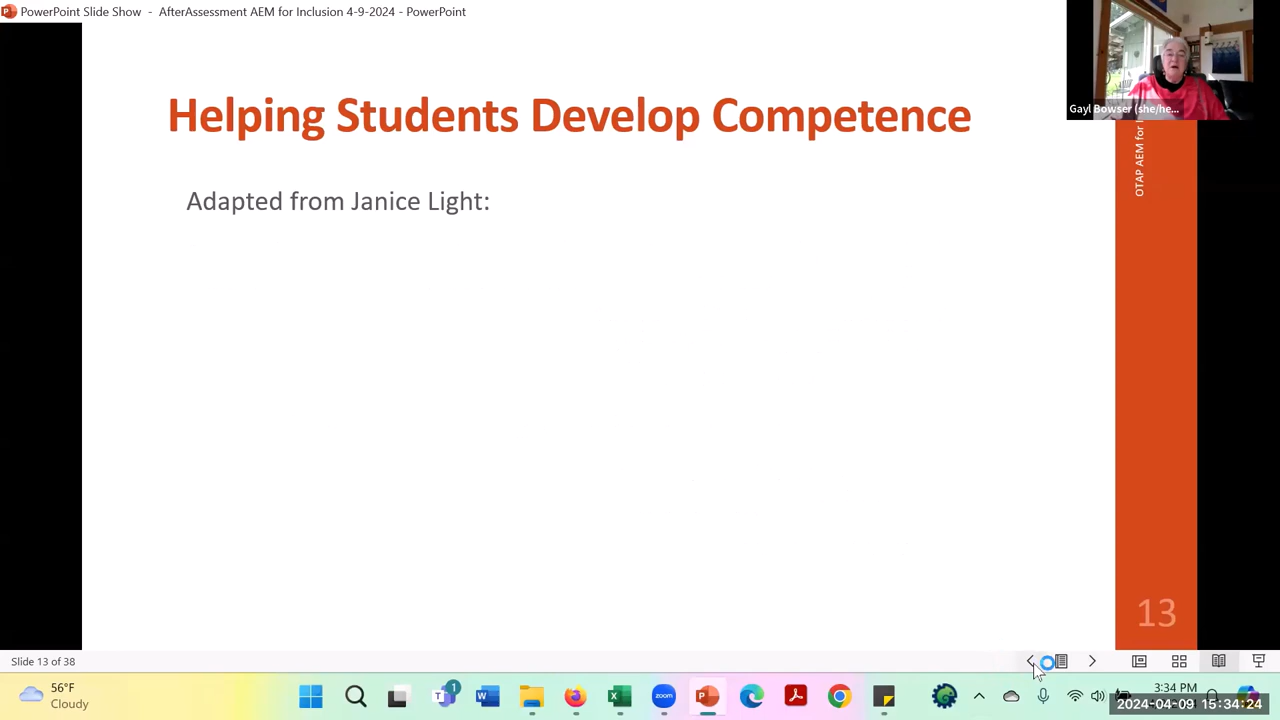 PowerPoint Slide Show - AfterAssessment AEM for Inclusion 4-9-2024 - PowerPoint
Gayl Bowser (she/he...
Helping Students Develop Competence
OTAP AEM for
Adapted from Janice Light:
13
Slide 13 of 38
56°F
Cloudy
1
3:34 PM
2024-04-09 15:34:24